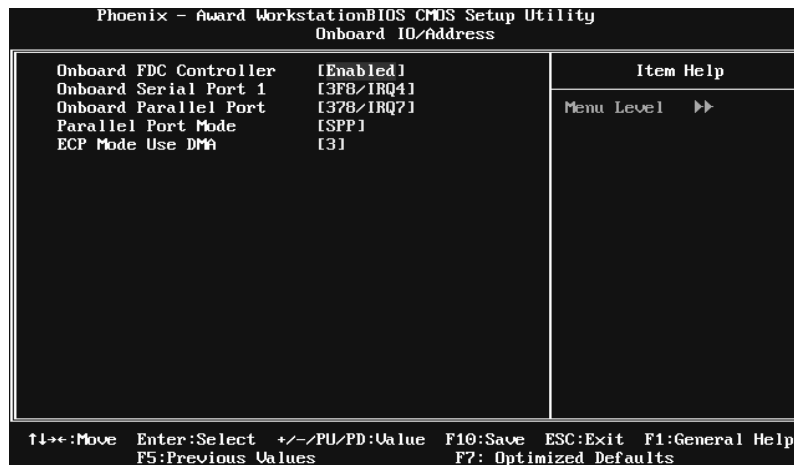 Phoenix – Award WorkstationBIOS CMOS Setup Utility
Onboard IO/Address
Onboard FDC Controller [Enabled]
Onboard Serial Port 1 [3F8/IRQ4]
Onboard Parallel Port [378/IRQ7]
Parallel Port Mode [SPP]
ECP Mode Use DMA [3]
Item Help
Menu Level ▶▶
↑↓→←:Move Enter:Select +/-/PU/PD:Value F10:Save ESC:Exit F1:General Help
F5:Previous Values F7: Optimized Defaults